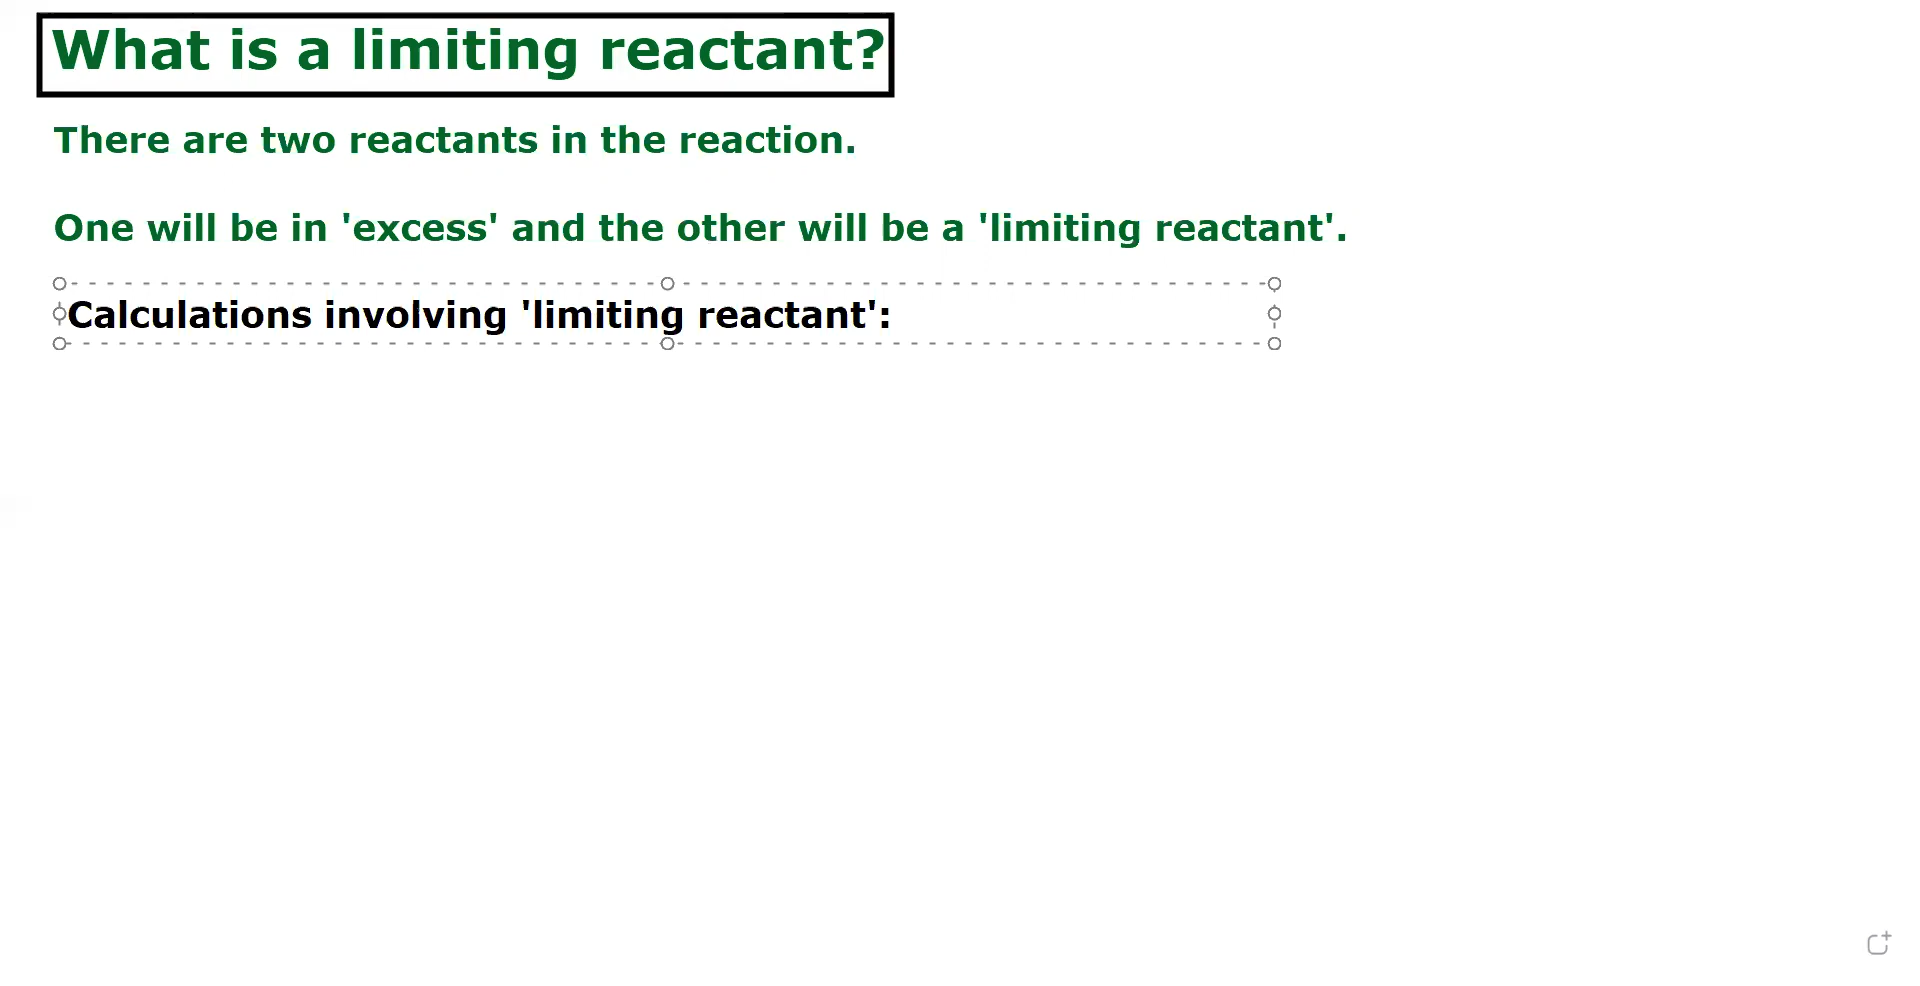 What is a limiting reactant?
There are two reactants in the reaction.
One will be in 'excess' and the other will be a 'limiting reactant'.
Calculations involving 'limiting reactant':